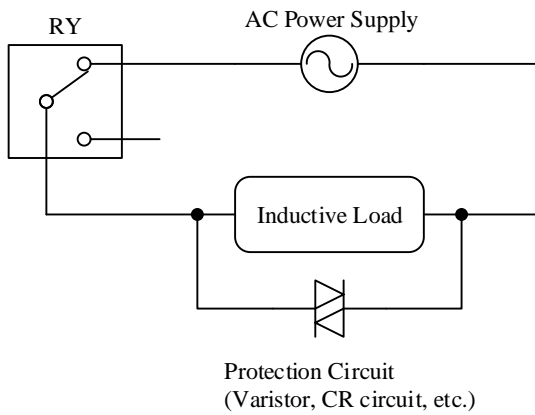 AC Power Supply
RY
Inductive Load
Protection Circuit
(Varistor, CR circuit, etc.)